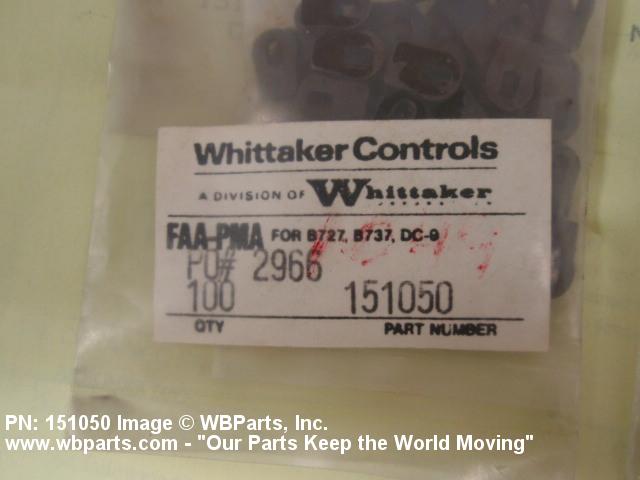 Whittaker Controls
A DIVISION OF Whittaker
FAA-PMA FOR B727, B737, DC-9
PO# 2966
100 151050
QTY PART NUMBER
PN: 151050 Image © WBParts, Inc.
www.wbparts.com - "Our Parts Keep the World Moving"